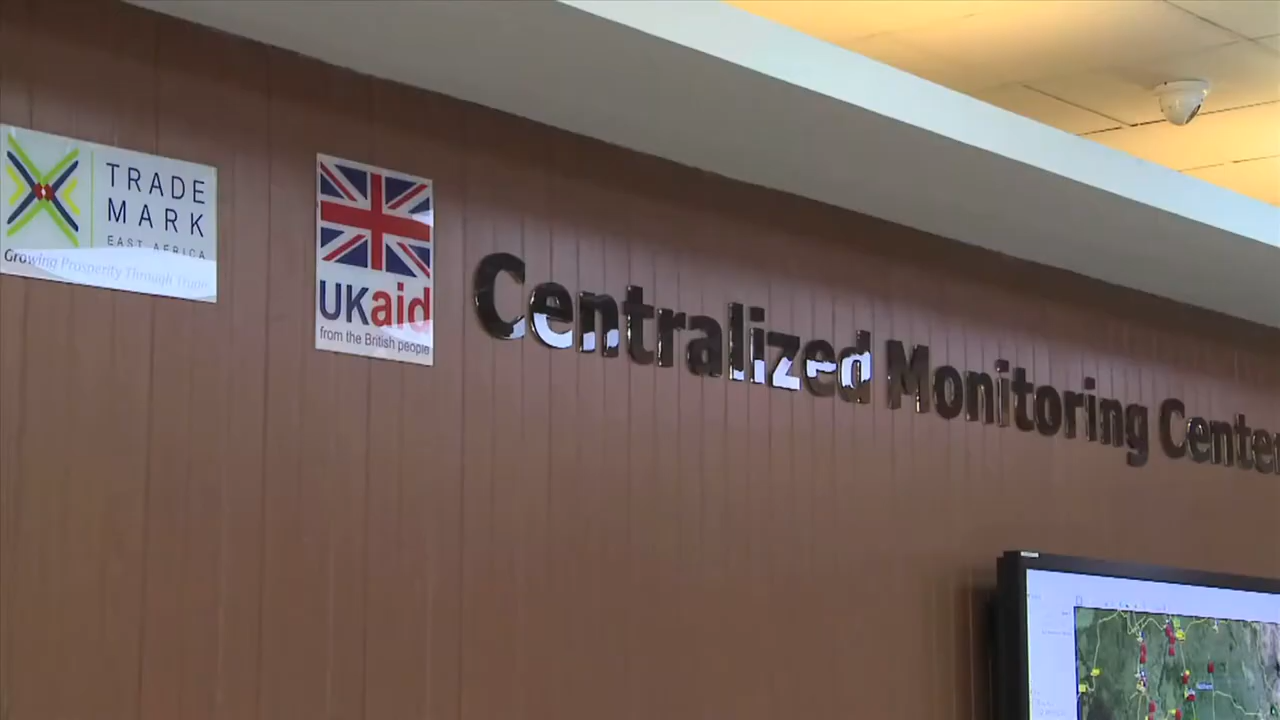 TRADE
MARK
EAST AFRICA
Growing Prosperity Through Trade
UKaid
from the British people
Centralized Monitoring Center